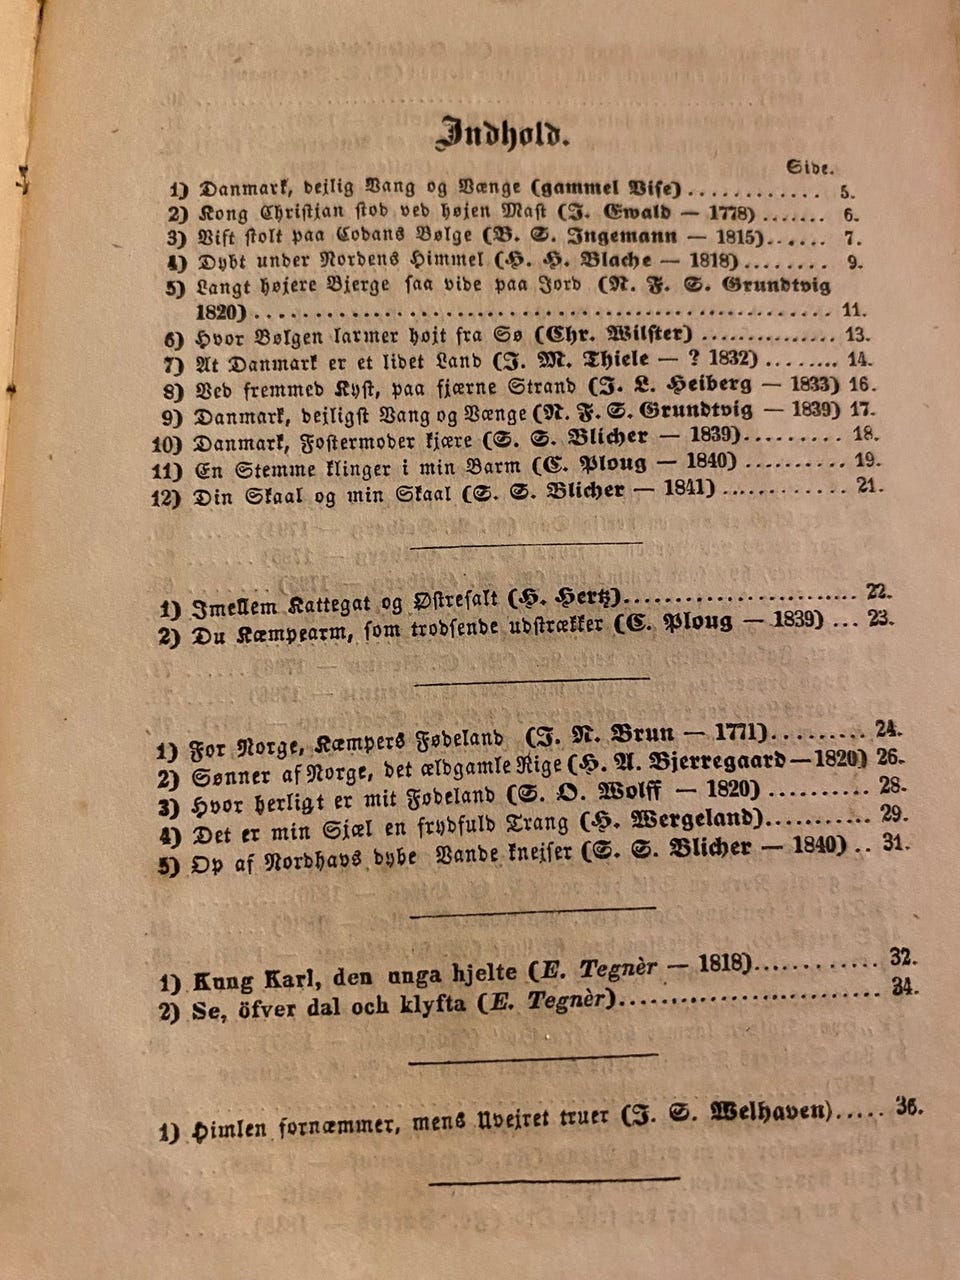 Indhold.
Side.
1) Danmark, dejlig Vang og Vænge (gammel Vise) ............ 5.
2) Kong Christian stod ved højen Mast (J. Ewald — 1778) ....... 6.
3) Vift stolt paa Codans Bølge (B. S. Ingemann — 1815)...... 7.
4) Dybt under Nordens Himmel (H. H. Blache — 1818)........ 9.
5) Langt højere Bjerge saa vide paa Jord (N. F. S. Grundtvig
1820) ............................................. 11.
6) Hvor Bølgen larmer højt fra Sø (Chr. Wilster) ............... 13.
7) At Danmark er et lidet Land (J. M. Thiele — ? 1832) ........ 14.
8) Ved fremmed Kyst, paa fjærne Strand (J. L. Heiberg — 1833) 16.
9) Danmark, dejligst Vang og Vænge (N. F. S. Grundtvig — 1839) 17.
10) Danmark, Fostermoder kjære (S. S. Blicher — 1839)......... 18.
11) En Stemme klinger i min Barm (C. Ploug — 1840) .......... 19.
12) Din Skaal og min Skaal (S. S. Blicher — 1841) ............ 21.
1) Imellem Kattegat og Østresalt (H. Hertz)....................... 22.
2) Du Kæmpearm, som trodsende udstrækker (C. Ploug — 1839) ... 23.
1) For Norge, Kæmpers Fødeland (J. N. Brun — 1771)......... 24.
2) Sønner af Norge, det ældgamle Rige (H. A. Bjerregaard — 1820) 26.
3) Hvor herligt er mit Fødeland (S. O. Wolff — 1820) .......... 28.
4) Det er min Sjæl en frydfuld Trang (H. Wergeland)........... 29.
5) Op af Nordhavs dybe Vande knejser (S. S. Blicher — 1840) .. 31.
1) Kung Karl, den unga hjelte (E. Tegnèr — 1818)............ 32.
2) Se, öfver dal och klyfta (E. Tegnèr)......................... 34.
1) Himlen fornæmmer, mens Uvejret truer (J. S. Welhaven)..... 36.